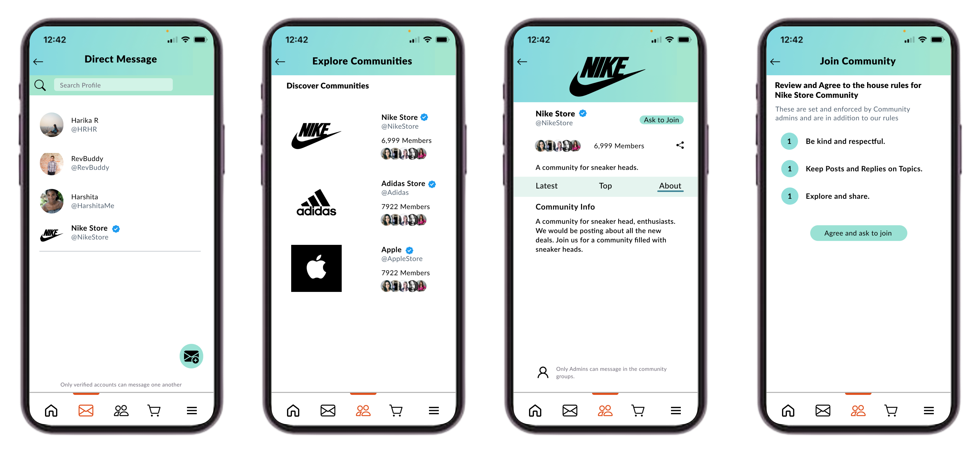 12:42
Direct Message
Search Profile
Harika R
@HRHR
RevBuddy
@RevBuddy
Harshita
@HarshitaMe
Nike Store
@NikeStore
Only verified accounts can message one another
12:42
Explore Communities
Discover Communities
NIKE
Nike Store
@NikeStore
6,999 Members
adidas
Adidas Store
@Adidas
7922 Members
Apple
@AppleStore
7922 Members
12:42
NIKE
Nike Store
@NikeStore
Ask to Join
6,999 Members
A community for sneaker heads.
Latest
Top
About
Community Info
A community for sneaker head, enthusiasts.
We would be posting about all the new
deals. Join us for a community filled with
sneaker heads.
Only Admins can message in the community
groups.
12:42
Join Community
Review and Agree to the house rules for
Nike Store Community
These are set and enforced by Community
admins and are in addition to our rules
1 Be kind and respectful.
1 Keep Posts and Replies on Topics.
1 Explore and share.
Agree and ask to join